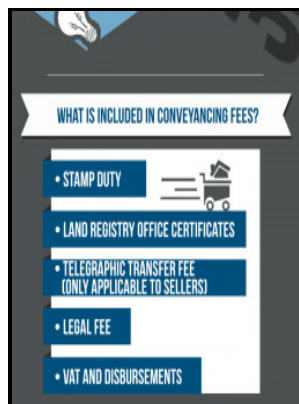 WHAT IS INCLUDED IN CONVEYANCING FEES?
• STAMP DUTY
• LAND REGISTRY OFFICE CERTIFICATES
• TELEGRAPHIC TRANSFER FEE
(ONLY APPLICABLE TO SELLERS)
• LEGAL FEE
• VAT AND DISBURSEMENTS